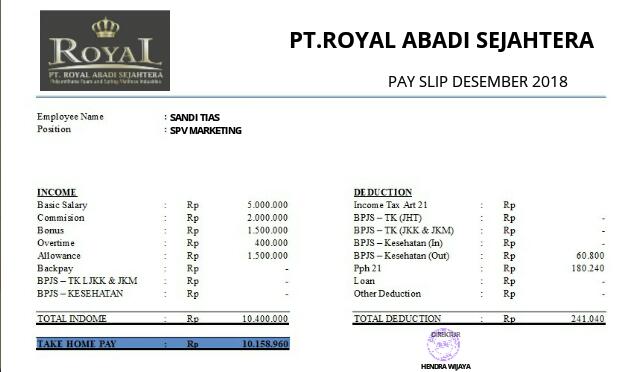 ROYAL
PT. ROYAL ABADI SEJAHTERA
PT.ROYAL ABADI SEJAHTERA
PAY SLIP DESEMBER 2018
Employee Name : SANDI TIAS
Position : SPV MARKETING
INCOME
Basic Salary : Rp 5.000.000
Commision : Rp 2.000.000
Bonus : Rp 1.500.000
Overtime : Rp 400.000
Allowance : Rp 1.500.000
Backpay : Rp -
BPJS – TK LJKK & JKM : Rp -
BPJS – KESEHATAN : Rp -
TOTAL INDOME : Rp 10.400.000
TAKE HOME PAY : Rp 10.158.960
DEDUCTION
Income Tax Art 21 : Rp
BPJS – TK (JHT) : Rp -
BPJS – TK (JKK & JKM) : Rp -
BPJS – Kesehatan (In) : Rp -
BPJS – Kesehatan (Out) : Rp 60.800
Pph 21 : Rp 180.240
Loan : Rp -
Other Deduction : Rp -
TOTAL DEDUCTION : Rp 241.040
DIREKTUR
HENDRA WIJAYA